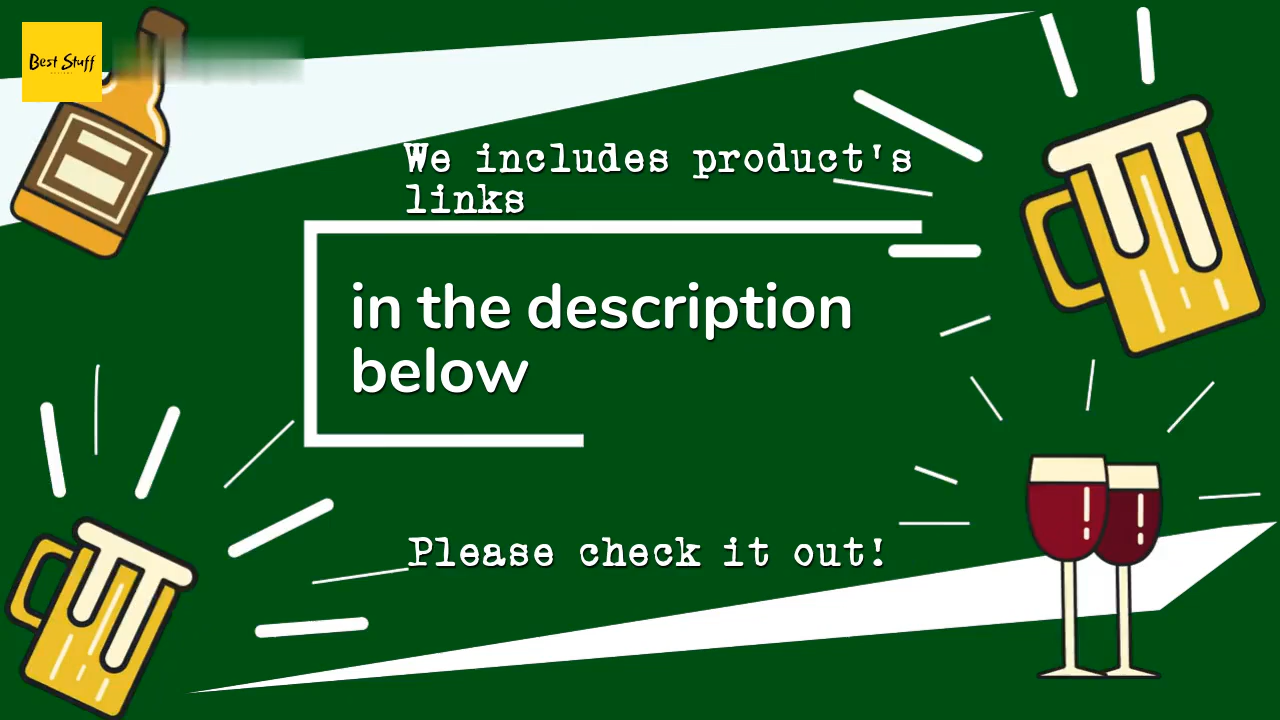 Best Stuff
We includes product's
links
in the description
below
Please check it out!